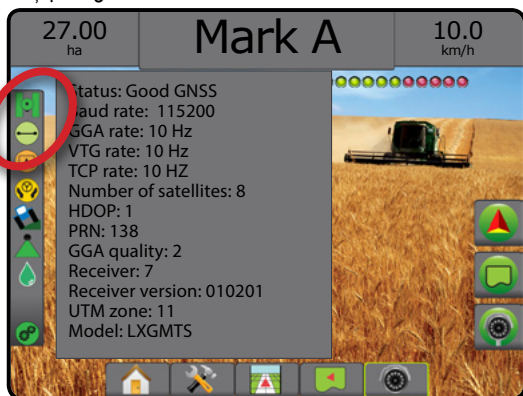 27.00
ha
Mark A
10.0
km/h
Status: Good GNSS
Baud rate: 115200
GGA rate: 10 Hz
VTG rate: 10 Hz
TCP rate: 10 HZ
Number of satellites: 8
HDOP: 1
PRN: 138
GGA quality: 2
Receiver: 7
Receiver version: 010201
UTM zone: 11
Model: LXGMTS